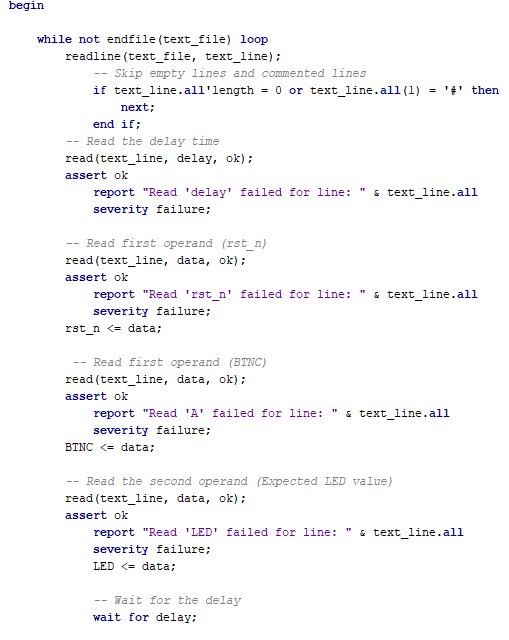 begin
while not endfile(text_file) loop
readline(text_file, text_line);
-- Skip empty lines and commented lines
if text_line.all'length = 0 or text_line.all(1) = '#' then
next;
end if;
-- Read the delay time
read(text_line, delay, ok);
assert ok
report "Read 'delay' failed for line: " & text_line.all
severity failure;
-- Read first operand (rst_n)
read(text_line, data, ok);
assert ok
report "Read 'rst_n' failed for line: " & text_line.all
severity failure;
rst_n <= data;
-- Read first operand (BTNC)
read(text_line, data, ok);
assert ok
report "Read 'A' failed for line: " & text_line.all
severity failure;
BTNC <= data;
-- Read the second operand (Expected LED value)
read(text_line, data, ok);
assert ok
report "Read 'LED' failed for line: " & text_line.all
severity failure;
LED <= data;
-- Wait for the delay
wait for delay;